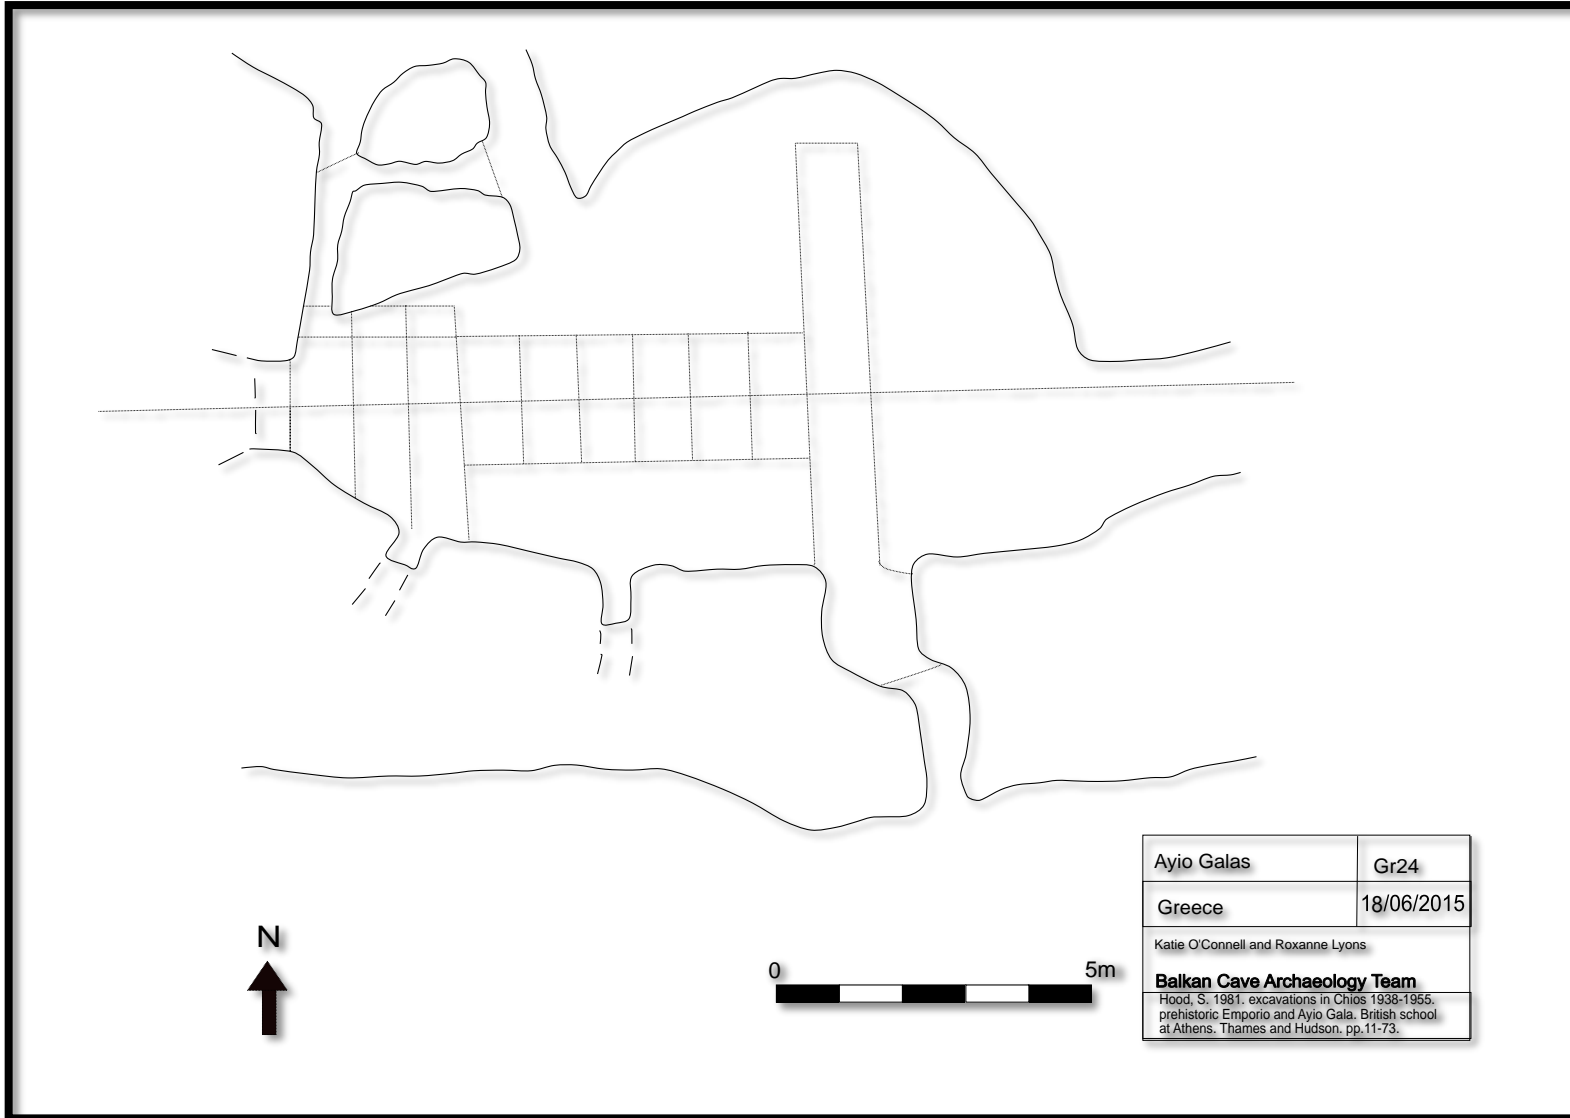 N
0 5m
Ayio Galas Gr24
Greece 18/06/2015
Katie O'Connell and Roxanne Lyons
Balkan Cave Archaeology Team
Hood, S. 1981. excavations in Chios 1938-1955.
prehistoric Emporio and Ayio Gala. British school
at Athens. Thames and Hudson. pp.11-73.